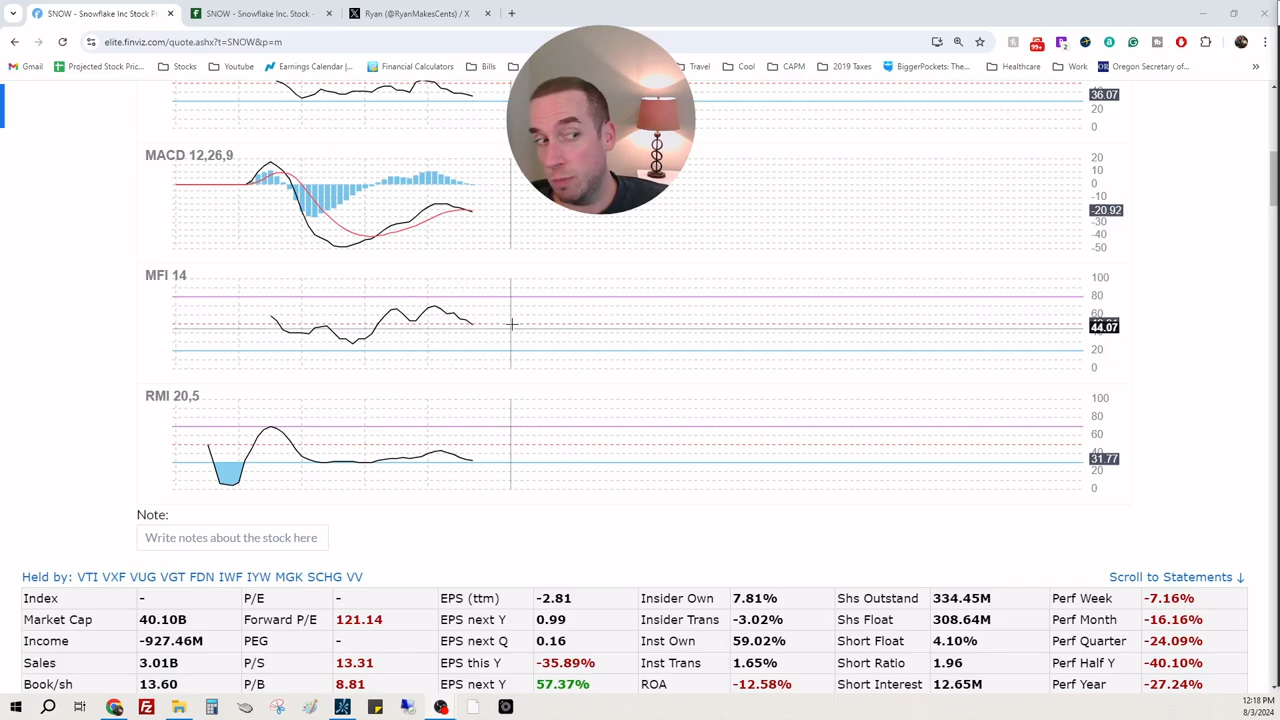 SNOW - Snowflake Inc Stock P
SNOW - Snowflake Inc. Stock -
Ryan (@RyanMakesCents) / X
elite.finviz.com/quote.ashx?t=SNOW&p=m
99+
2
Gmail
Projected Stock Pric...
Stocks
Youtube
Earnings Calendar |...
Financial Calculators
Bills
Travel
Cool
CAPM
2019 Taxes
BiggerPockets: The...
Healthcare
Work
OR
Oregon Secretary of...
36.07
20
0
MACD 12,26,9
20
10
0
-10
-20.92
-30
-40
-50
MFI 14
100
80
60
44.07
20
0
RMI 20,5
100
80
60
40
31.77
20
0
Note:
Write notes about the stock here
Held by: VTI VXF VUG VGT FDN IWF IYW MGK SCHG VV
Scroll to Statements ↓
Index - P/E - EPS (ttm) -2.81 Insider Own 7.81% Shs Outstand 334.45M Perf Week -7.16%
Market Cap 40.10B Forward P/E 121.14 EPS next Y 0.99 Insider Trans -3.02% Shs Float 308.64M Perf Month -16.16%
Income -927.46M PEG - EPS next Q 0.16 Inst Own 59.02% Short Float 4.10% Perf Quarter -24.09%
Sales 3.01B P/S 13.31 EPS this Y -35.89% Inst Trans 1.65% Short Ratio 1.96 Perf Half Y -40.10%
Book/sh 13.60 P/B 8.81 EPS next Y 57.37% ROA -12.58% Short Interest 12.65M Perf Year -27.24%
12:18 PM
8/3/2024